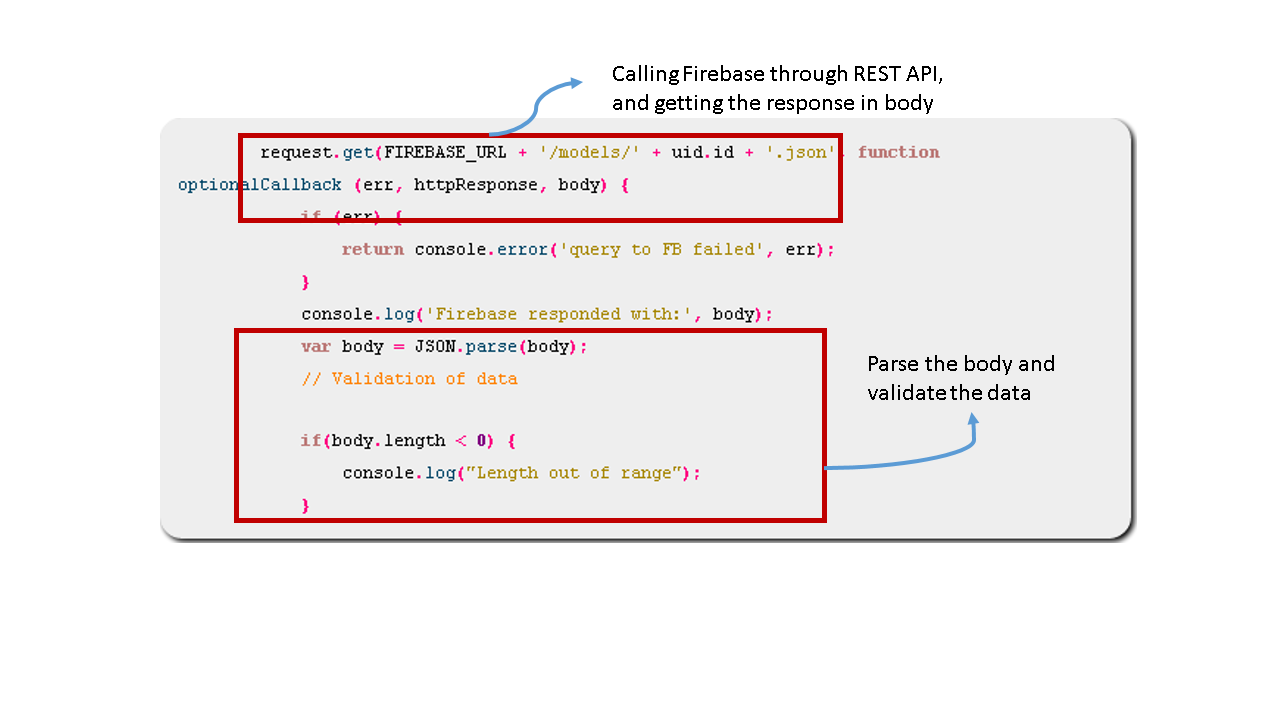 Calling Firebase through REST API,
and getting the response in body
request.get(FIREBASE_URL + '/models/' + uid.id + '.json', function
optionalCallback (err, httpResponse, body) {
if (err) {
return console.error('query to FB failed', err);
}
console.log('Firebase responded with:', body);
var body = JSON.parse(body);
// Validation of data
if(body.length < 0) {
console.log("Length out of range");
}
Parse the body and
validate the data